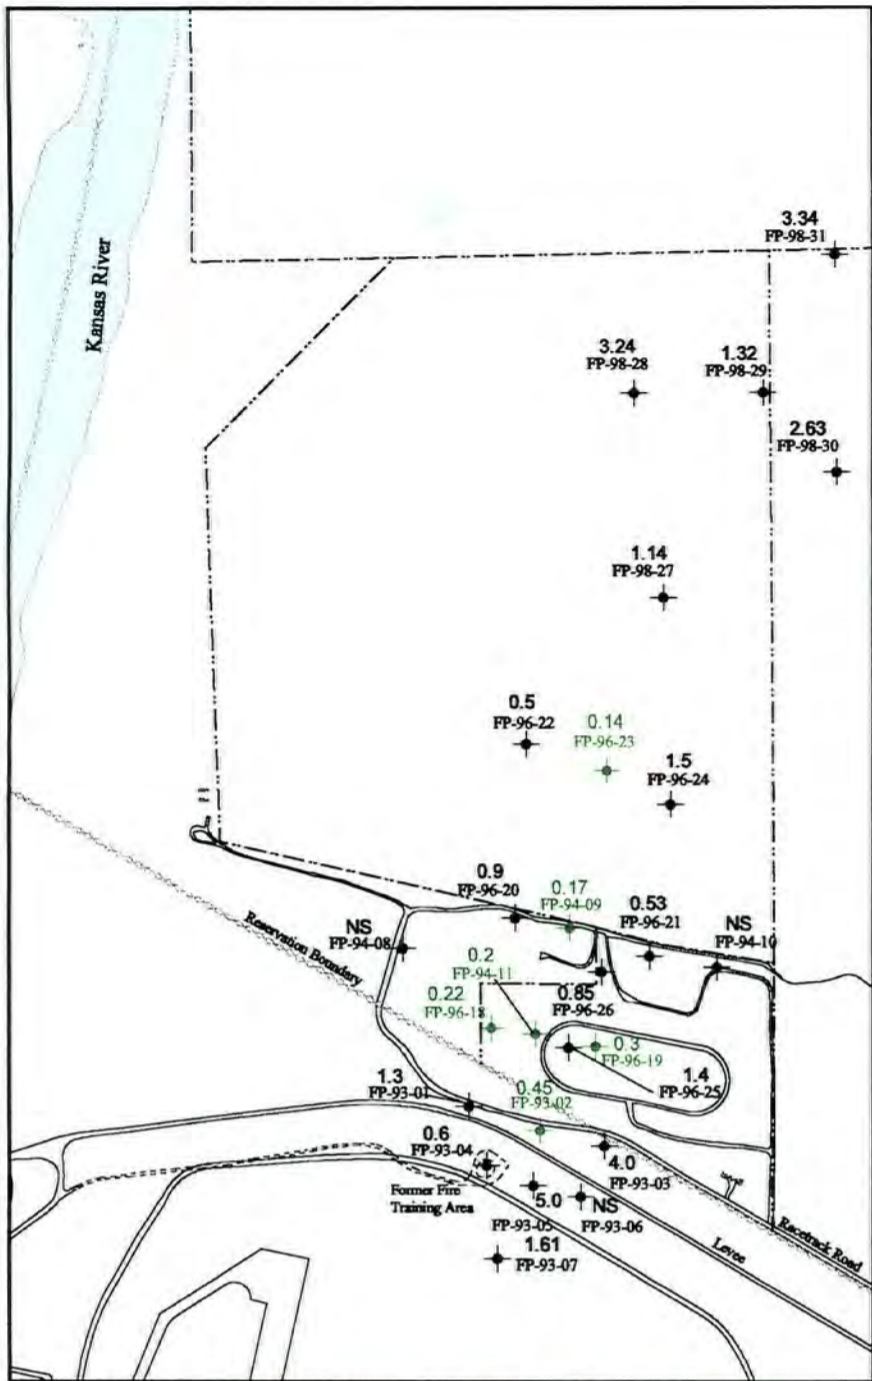 3.34
FP-98-31
Kansas River
3.24
FP-98-28
1.32
FP-98-29
2.63
FP-98-30
1.14
FP-98-27
0.5
FP-96-22
0.14
FP-96-23
1.5
FP-96-24
0.9
FP-96-20
0.17
FP-94-09
0.53
FP-96-21
NS
FP-94-10
NS
FP-94-08
Reservation Boundary
0.2
FP-94-11
0.22
FP-96-18
0.85
FP-96-26
0.3
FP-96-19
1.4
FP-96-25
1.3
FP-93-01
0.45
FP-93-02
0.6
FP-93-04
4.0
FP-93-03
Former Fire
Training Area
5.0
FP-93-05
NS
FP-93-06
1.61
FP-93-07
Levee
Racetrack Road